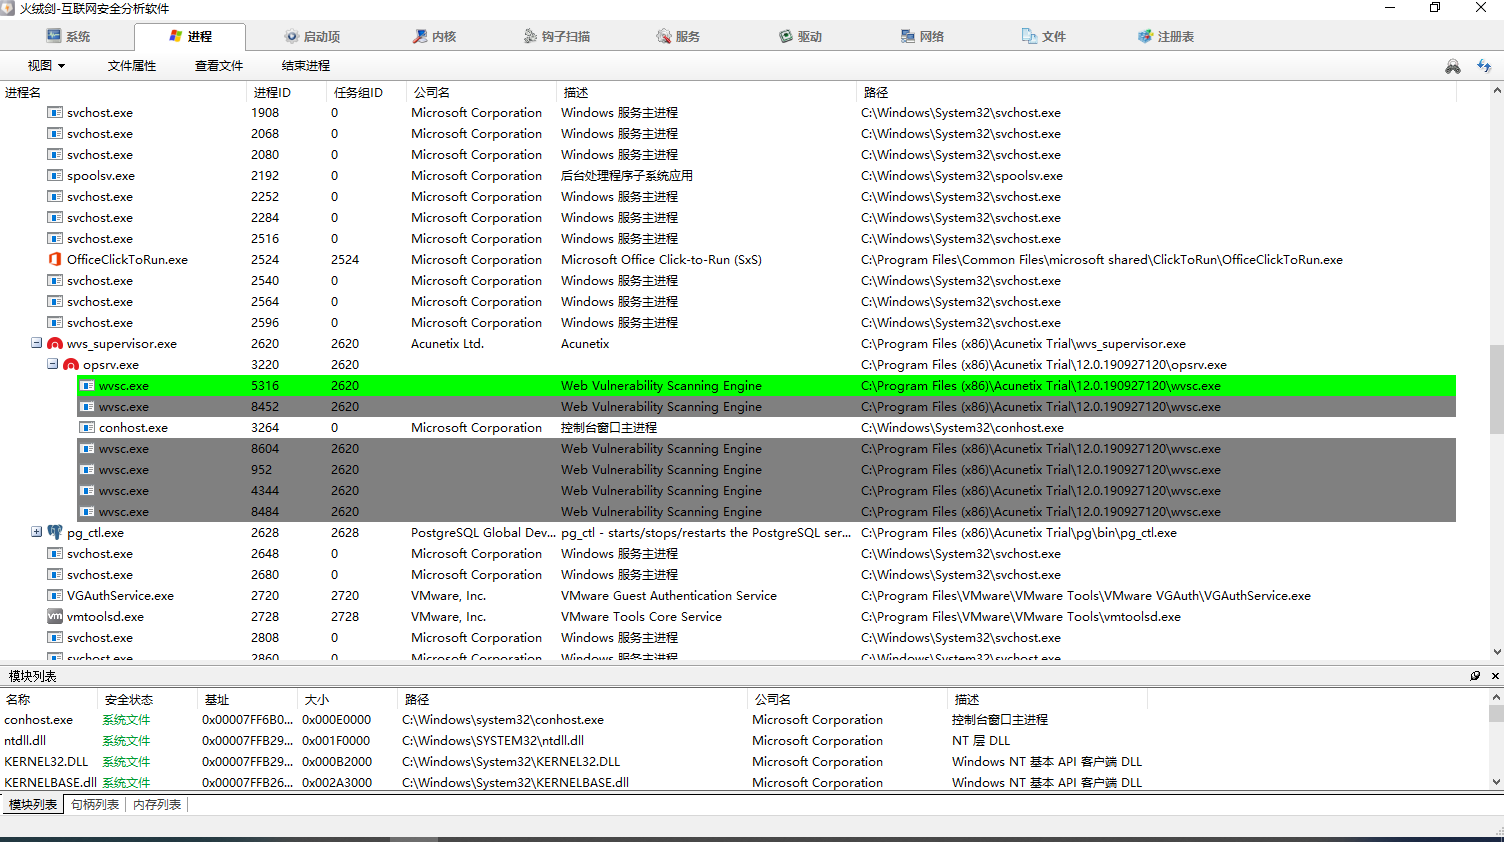 火绒剑-互联网安全分析软件
系统 进程 启动项 内核 钩子扫描 服务 驱动 网络 文件 注册表
视图 文件属性 查看文件 结束进程
进程名 进程ID 任务组ID 公司名 描述 路径
svchost.exe 1908 0 Microsoft Corporation Windows 服务主进程 C:\Windows\System32\svchost.exe
svchost.exe 2068 0 Microsoft Corporation Windows 服务主进程 C:\Windows\System32\svchost.exe
svchost.exe 2080 0 Microsoft Corporation Windows 服务主进程 C:\Windows\System32\svchost.exe
spoolsv.exe 2192 0 Microsoft Corporation 后台处理程序子系统应用 C:\Windows\System32\spoolsv.exe
svchost.exe 2252 0 Microsoft Corporation Windows 服务主进程 C:\Windows\System32\svchost.exe
svchost.exe 2284 0 Microsoft Corporation Windows 服务主进程 C:\Windows\System32\svchost.exe
svchost.exe 2516 0 Microsoft Corporation Windows 服务主进程 C:\Windows\System32\svchost.exe
OfficeClickToRun.exe 2524 2524 Microsoft Corporation Microsoft Office Click-to-Run (SxS) C:\Program Files\Common Files\microsoft shared\ClickToRun\OfficeClickToRun.exe
svchost.exe 2540 0 Microsoft Corporation Windows 服务主进程 C:\Windows\System32\svchost.exe
svchost.exe 2564 0 Microsoft Corporation Windows 服务主进程 C:\Windows\System32\svchost.exe
svchost.exe 2596 0 Microsoft Corporation Windows 服务主进程 C:\Windows\System32\svchost.exe
wvs_supervisor.exe 2620 2620 Acunetix Ltd. Acunetix C:\Program Files (x86)\Acunetix Trial\wvs_supervisor.exe
opsrv.exe 3220 2620 C:\Program Files (x86)\Acunetix Trial\12.0.190927120\opsrv.exe
wvsc.exe 5316 2620 Web Vulnerability Scanning Engine C:\Program Files (x86)\Acunetix Trial\12.0.190927120\wvsc.exe
wvsc.exe 8452 2620 Web Vulnerability Scanning Engine C:\Program Files (x86)\Acunetix Trial\12.0.190927120\wvsc.exe
conhost.exe 3264 0 Microsoft Corporation 控制台窗口主进程 C:\Windows\System32\conhost.exe
wvsc.exe 8604 2620 Web Vulnerability Scanning Engine C:\Program Files (x86)\Acunetix Trial\12.0.190927120\wvsc.exe
wvsc.exe 952 2620 Web Vulnerability Scanning Engine C:\Program Files (x86)\Acunetix Trial\12.0.190927120\wvsc.exe
wvsc.exe 4344 2620 Web Vulnerability Scanning Engine C:\Program Files (x86)\Acunetix Trial\12.0.190927120\wvsc.exe
wvsc.exe 8484 2620 Web Vulnerability Scanning Engine C:\Program Files (x86)\Acunetix Trial\12.0.190927120\wvsc.exe
pg_ctl.exe 2628 2628 PostgreSQL Global Dev... pg_ctl - starts/stops/restarts the PostgreSQL ser... C:\Program Files (x86)\Acunetix Trial\pg\bin\pg_ctl.exe
svchost.exe 2648 0 Microsoft Corporation Windows 服务主进程 C:\Windows\System32\svchost.exe
svchost.exe 2680 0 Microsoft Corporation Windows 服务主进程 C:\Windows\System32\svchost.exe
VGAuthService.exe 2720 2720 VMware, Inc. VMware Guest Authentication Service C:\Program Files\VMware\VMware Tools\VMware VGAuth\VGAuthService.exe
vm vmtoolsd.exe 2728 2728 VMware, Inc. VMware Tools Core Service C:\Program Files\VMware\VMware Tools\vmtoolsd.exe
svchost.exe 2808 0 Microsoft Corporation Windows 服务主进程 C:\Windows\System32\svchost.exe
svchost.exe 2860 0 Microsoft Corporation Windows 服务主进程 C:\Windows\System32\svchost.exe
模块列表
名称 安全状态 基址 大小 路径 公司名 描述
conhost.exe 系统文件 0x00007FF6B0... 0x000E0000 C:\Windows\system32\conhost.exe Microsoft Corporation 控制台窗口主进程
ntdll.dll 系统文件 0x00007FFB29... 0x001F0000 C:\Windows\SYSTEM32\ntdll.dll Microsoft Corporation NT 层 DLL
KERNEL32.DLL 系统文件 0x00007FFB29... 0x000B2000 C:\Windows\System32\KERNEL32.DLL Microsoft Corporation Windows NT 基本 API 客户端 DLL
KERNELBASE.dll 系统文件 0x00007FFB26... 0x002A3000 C:\Windows\System32\KERNELBASE.dll Microsoft Corporation Windows NT 基本 API 客户端 DLL
模块列表 句柄列表 内存列表